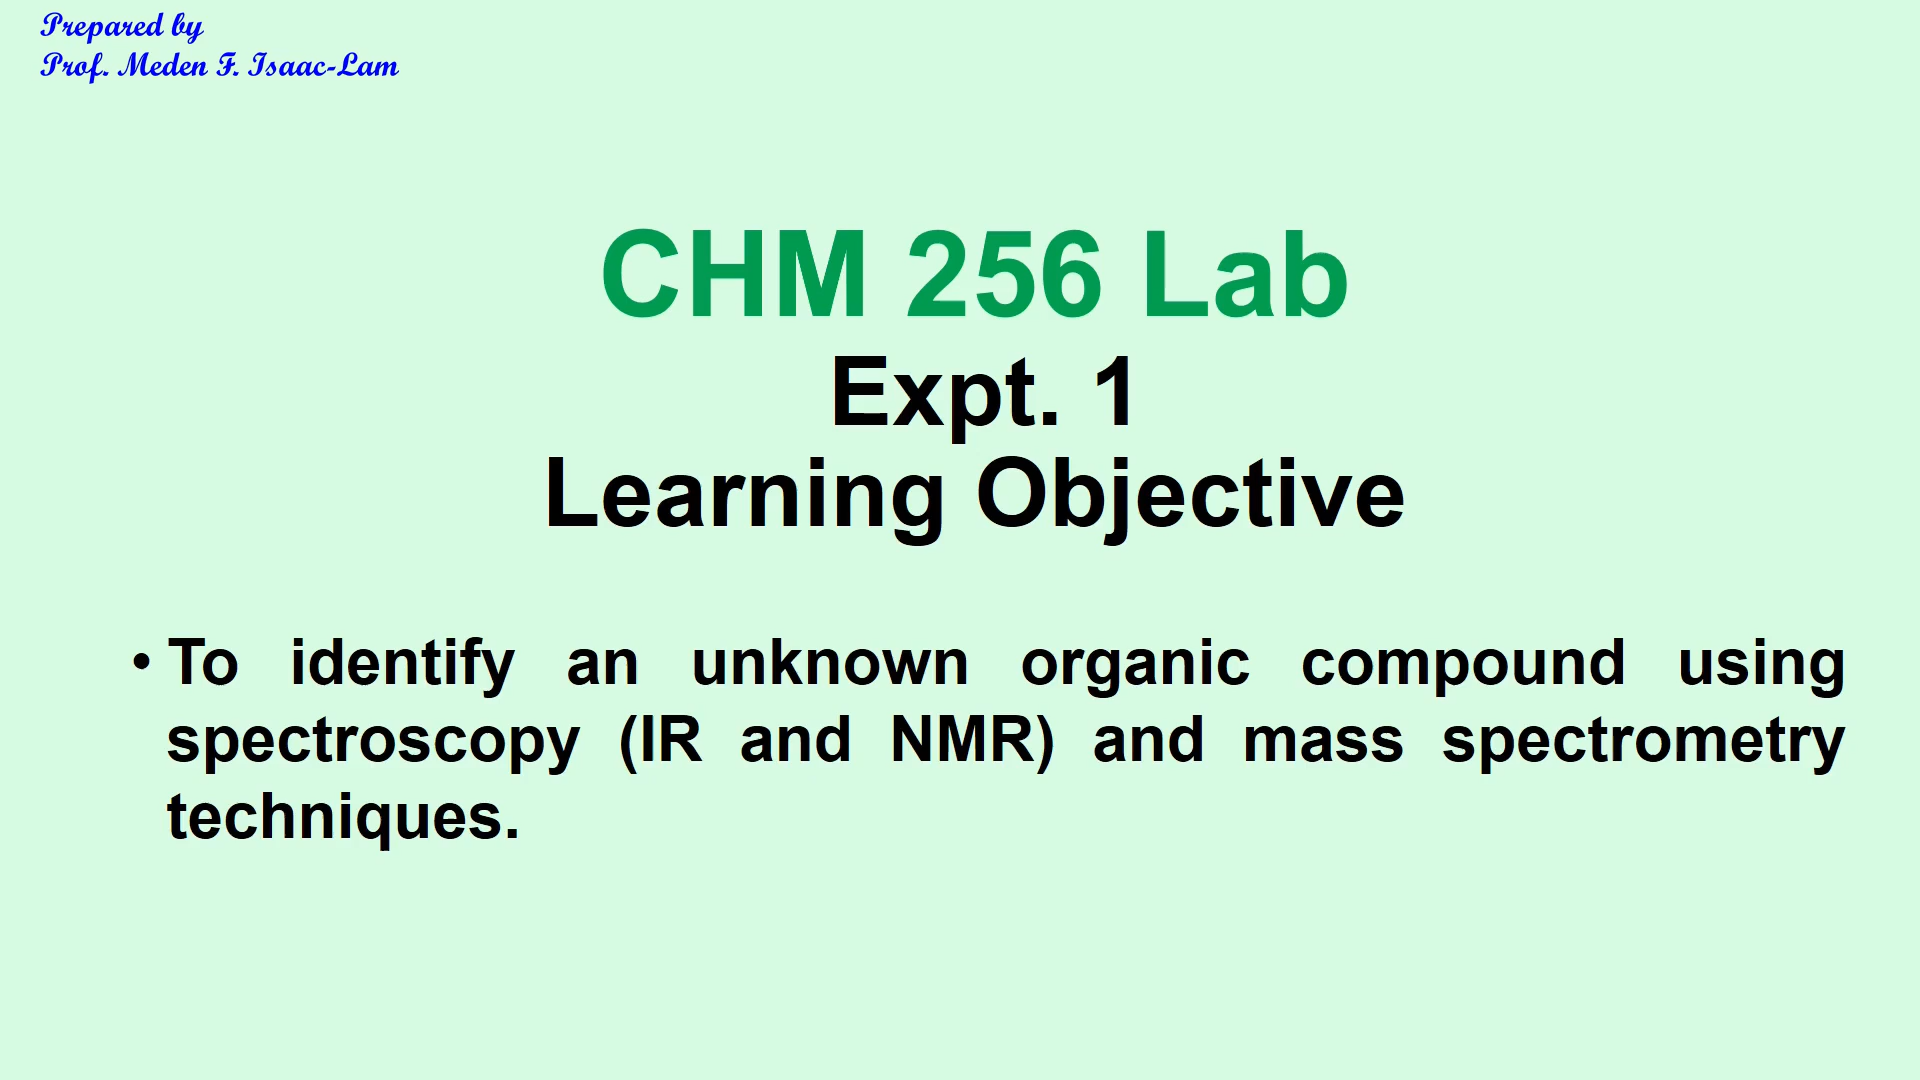 Prepared by
Prof. Meden F. Isaac-Lam
CHM 256 Lab
Expt. 1
Learning Objective
• To identify an unknown organic compound using
spectroscopy (IR and NMR) and mass spectrometry
techniques.